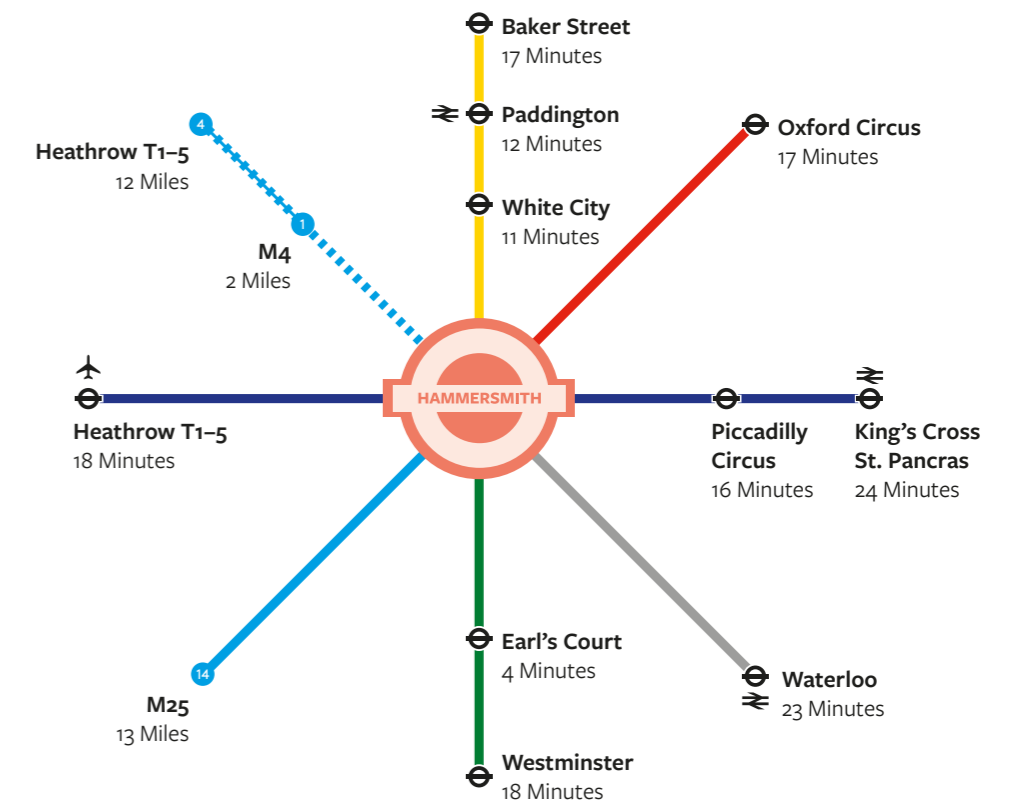 Baker Street
17 Minutes
Paddington
12 Minutes
White City
11 Minutes
Oxford Circus
17 Minutes
4
Heathrow T1–5
12 Miles
1
M4
2 Miles
HAMMERSMITH
Heathrow T1–5
18 Minutes
Piccadilly
Circus
16 Minutes
King's Cross
St. Pancras
24 Minutes
14
M25
13 Miles
Earl's Court
4 Minutes
Westminster
18 Minutes
Waterloo
23 Minutes